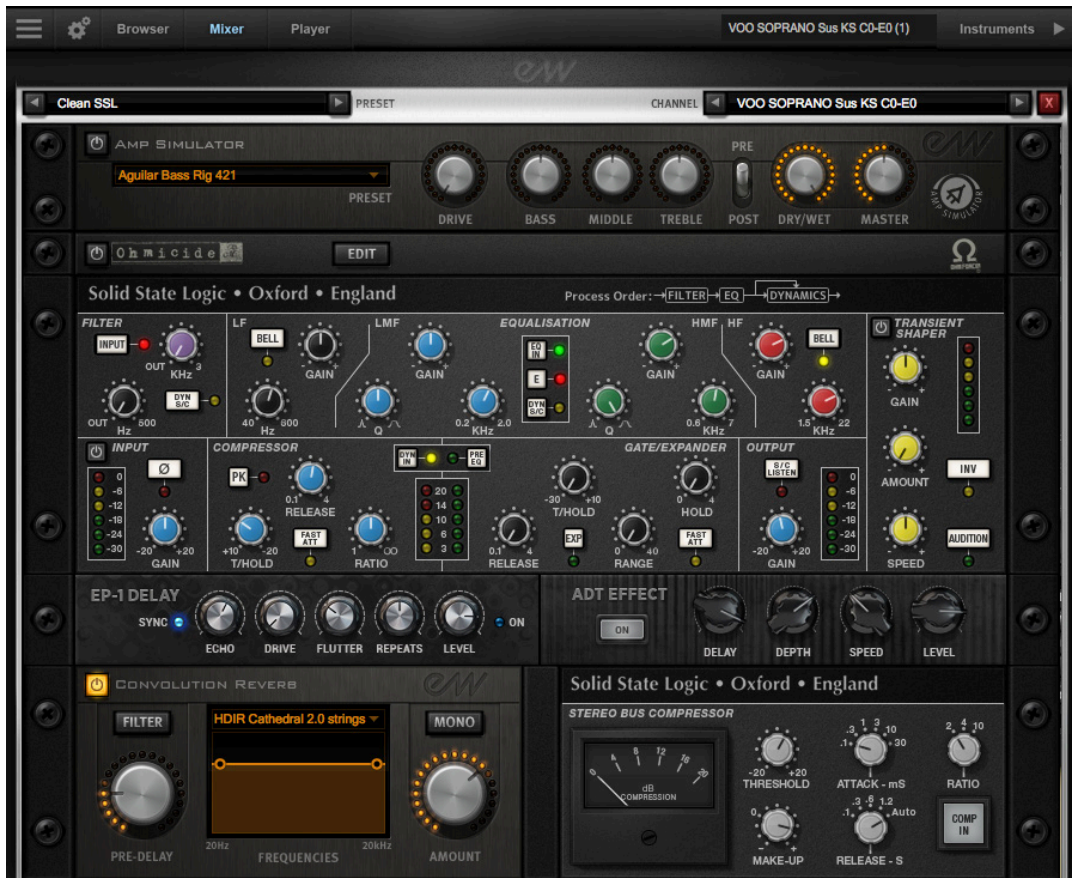 Browser Mixer Player VOO SOPRANO Sus KS C0-E0 (1) Instruments
EW
Clean SSL PRESET CHANNEL VOO SOPRANO Sus KS C0-E0 X
AMP SIMULATOR EW
Aguilar Bass Rig 421
PRESET
PRE
POST
DRIVE BASS MIDDLE TREBLE DRY/WET MASTER
AMP SIMULATOR
Ohmicide EDIT Ω
Solid State Logic • Oxford • England
Process Order: FILTER EQ DYNAMICS
FILTER LF LMF EQUALISATION HMF HF TRANSIENT SHAPER
INPUT OUT 3 KHz
OUT 500 Hz
DYN S/C
BELL - GAIN +
40 600 Hz
- GAIN +
Q
0.2 2.0 KHz
EQ IN
E
DYN S/C
- GAIN +
Q
0.6 7 KHz
- GAIN +
BELL
1.5 22 KHz
- GAIN +
AMOUNT
INV
- SPEED +
AUDITION
INPUT COMPRESSOR DYN IN PRE EQ GATE/EXPANDER OUTPUT
0
-6
-12
-18
-24
-30
Ø
-20 +20
GAIN
PK
0.1 4
RELEASE
+10 -20
T/HOLD
FAST ATT
1 ∞
RATIO
20
14
10
6
3
-30 +10
T/HOLD
0 4
HOLD
0.1 4
RELEASE
EXP
0 40
RANGE
FAST ATT
S/C LISTEN
-20 +20
GAIN
0
-6
-12
-18
-24
-30
EP-1 DELAY
SYNC ON
ECHO DRIVE FLUTTER REPEATS LEVEL
ADT EFFECT
ON
DELAY DEPTH SPEED LEVEL
CONVOLUTION REVERB EW
FILTER HDIR Cathedral 2.0 strings MONO
20Hz 20kHz
PRE-DELAY FREQUENCIES AMOUNT
Solid State Logic • Oxford • England
STEREO BUS COMPRESSOR
0 4 8 12 16 20
dB
COMPRESSION
-20 +20
THRESHOLD
.1 .3 1 3 10 30
ATTACK - mS
2 4 10
RATIO
0
- +
MAKE-UP
.1 .3 .6 1.2 Auto
RELEASE - S
COMP IN